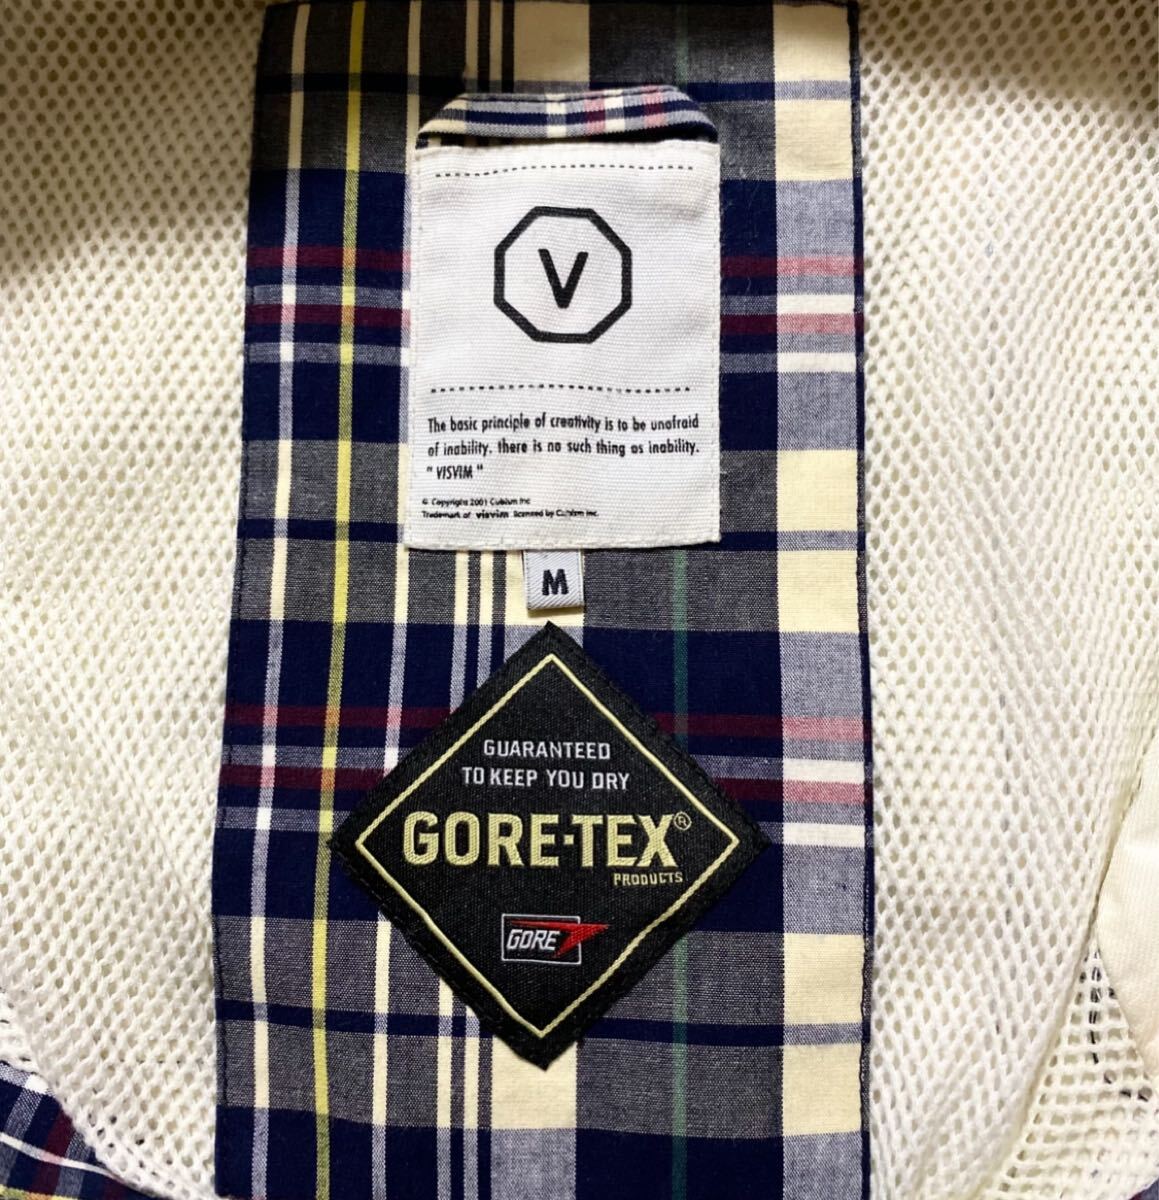 V
The basic principle of creativity is to be unafraid
of inability. there is no such thing as inability.
" VISVIM "
© Copyright 2001 Cubism Inc
Trademark of visvim licensed by Cubism Inc.
M
GUARANTEED
TO KEEP YOU DRY
GORE-TEX®
PRODUCTS
GORE